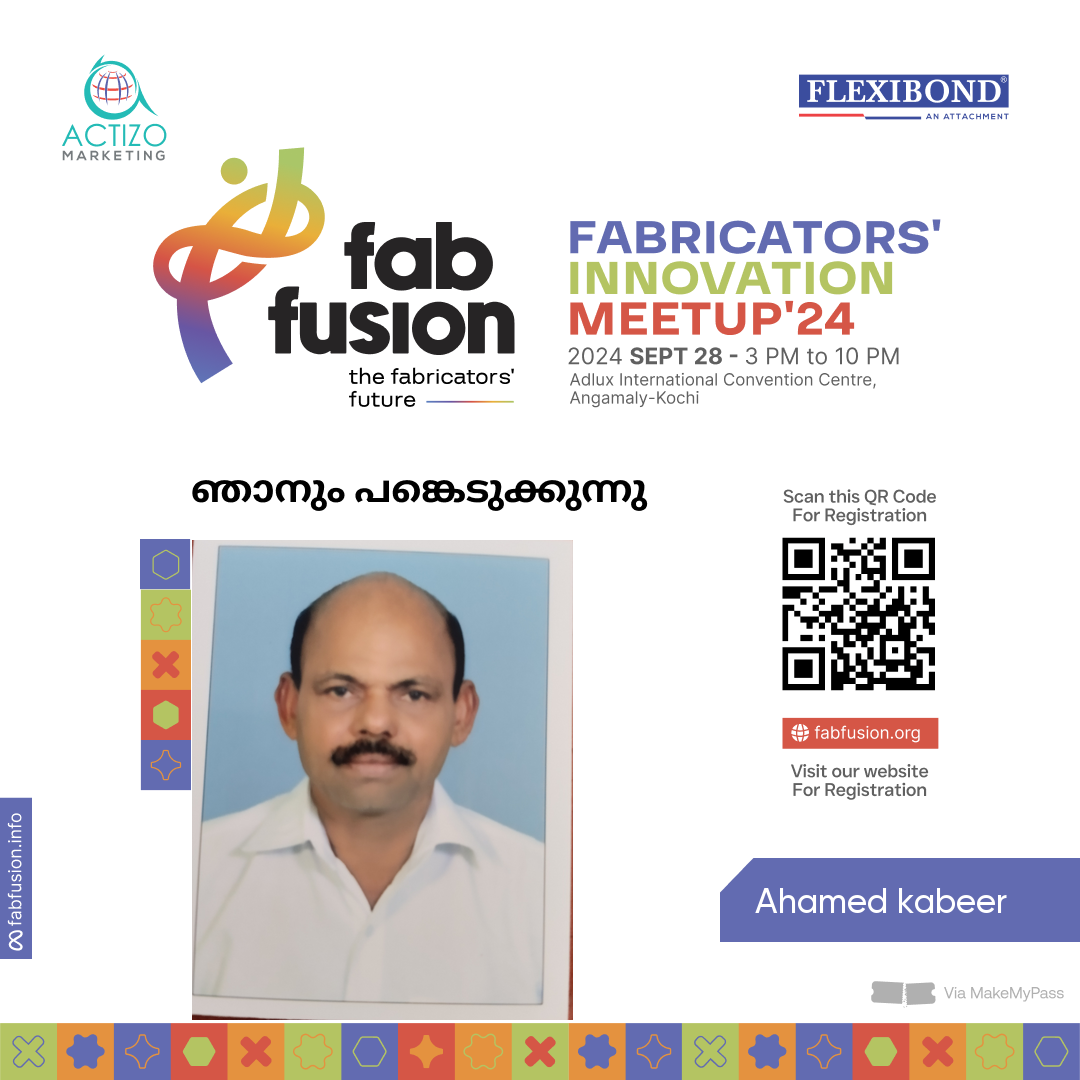 ACTIZO
MARKETING
FLEXIBOND®
AN ATTACHMENT
fab
fusion
the fabricators'
future
FABRICATORS'
INNOVATION
MEETUP'24
2024 SEPT 28 - 3 PM to 10 PM
Adlux International Convention Centre,
Angamaly-Kochi
ഞാനും പങ്കെടുക്കുന്നു
Scan this QR Code
For Registration
fabfusion.org
Visit our website
For Registration
fabfusion.info
Ahamed kabeer
Via MakeMyPass